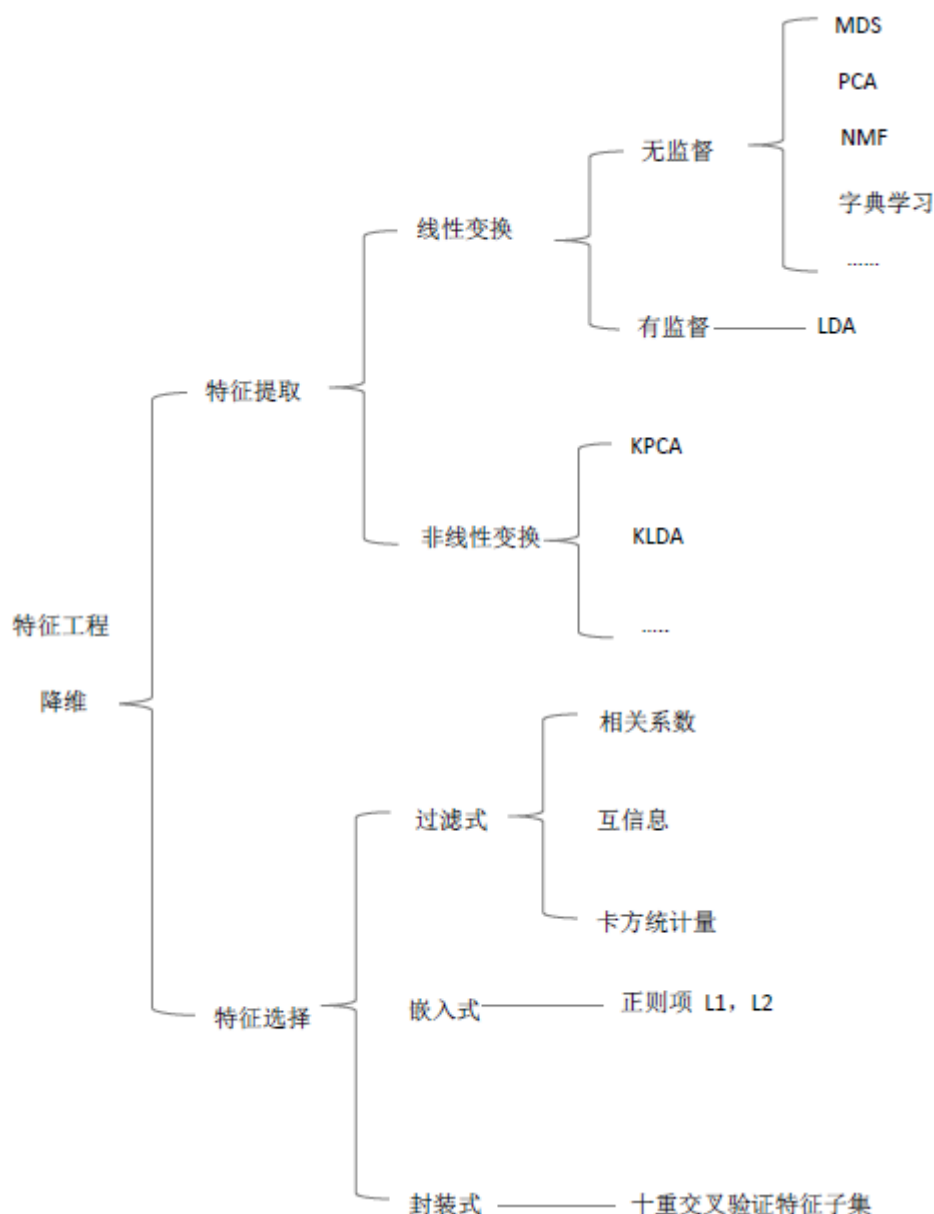 MDS
PCA
NMF
无监督
字典学习
线性变换
……
有监督
LDA
特征提取
KPCA
非线性变换
KLDA
特征工程
……
降维
相关系数
过滤式
互信息
卡方统计量
特征选择
嵌入式
正则项 L1，L2
封装式
十重交叉验证特征子集